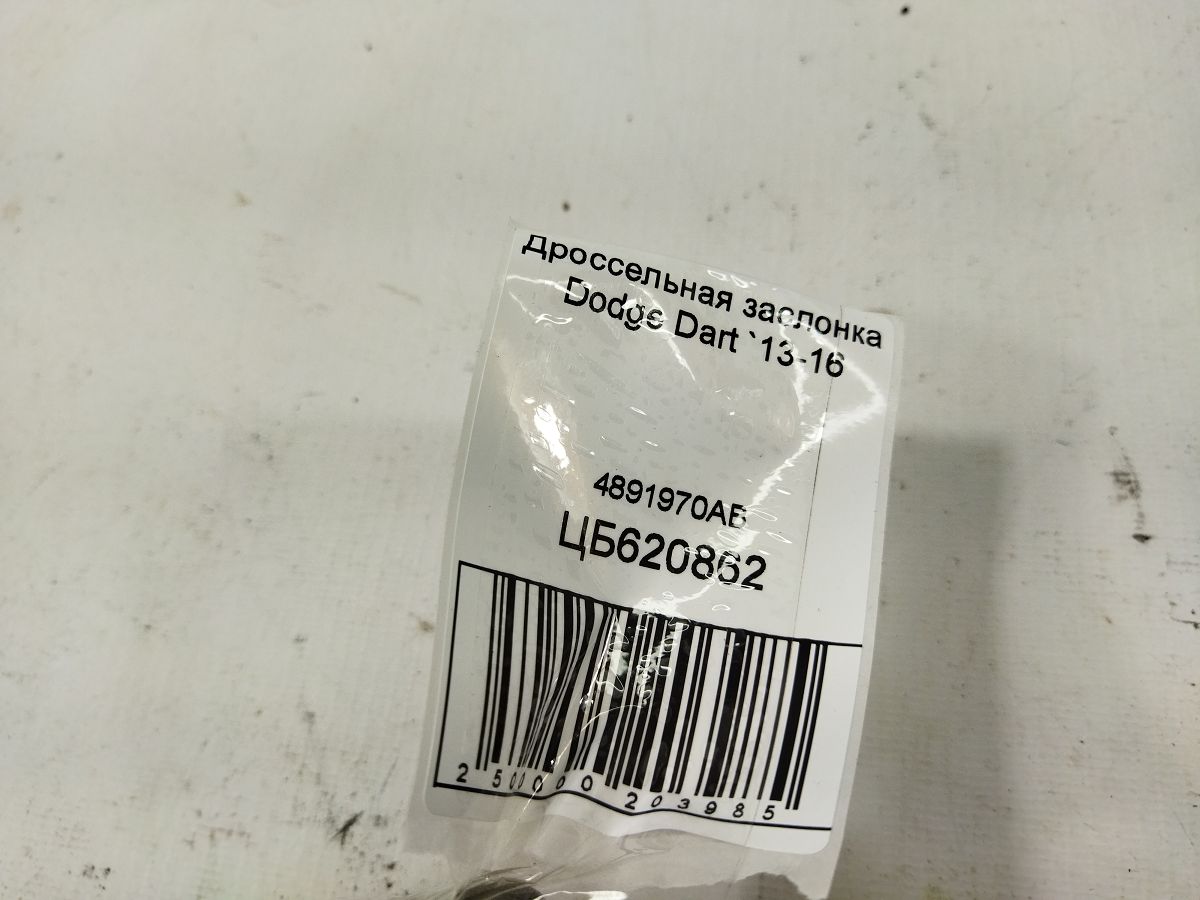 Дроссельная заслонка
Dodge Dart `13-16
4891970AB
ЦБ620862
2 500000 203985